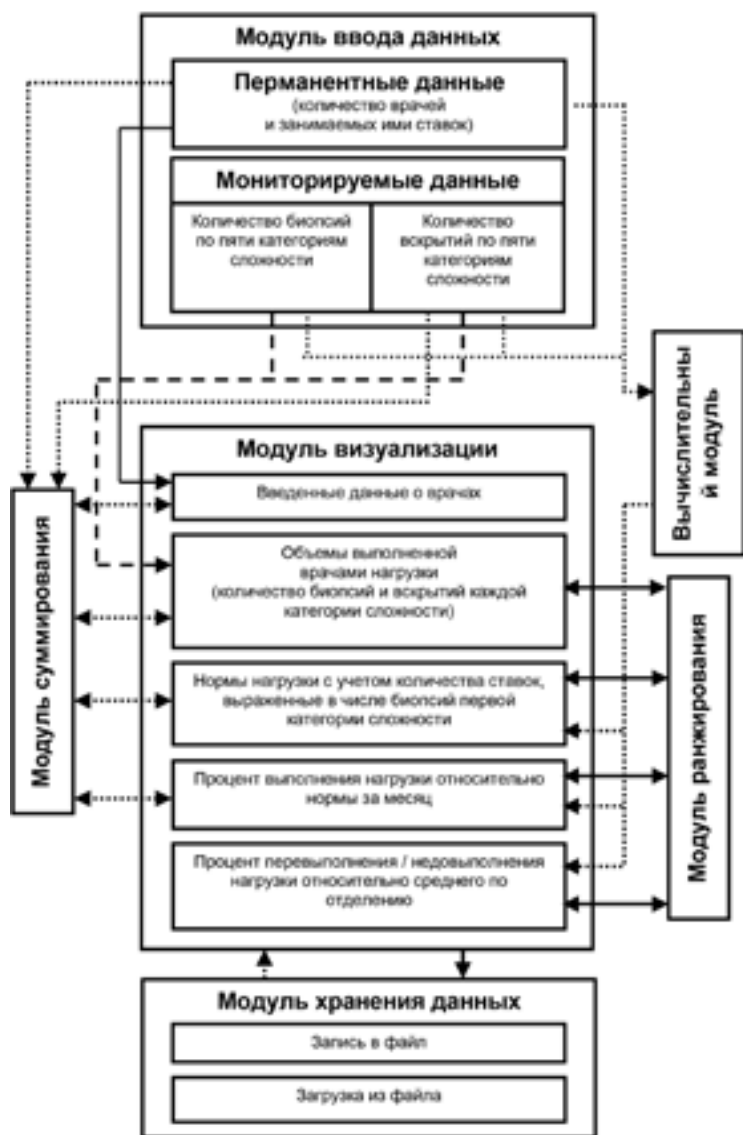 Модуль ввода данных
Перманентные данные
(количество врачей
и занимаемых ими ставок)
Мониторируемые данные
Количество биопсий
по пяти категориям
сложности
Количество
вскрытий по пяти
категориям
сложности
Вычислительны
й модуль
Модуль визуализации
Введенные данные о врачах
Объемы выполненной
врачами нагрузки
(количество биопсий и вскрытий каждой
категории сложности)
Нормы нагрузки с учетом количества ставок,
выраженные в числе биопсий первой
категории сложности
Процент выполнения нагрузки относительно
нормы за месяц
Процент перевыполнения / недовыполнения
нагрузки относительно среднего по
отделению
Модуль суммирования
Модуль ранжирования
Модуль хранения данных
Запись в файл
Загрузка из файла